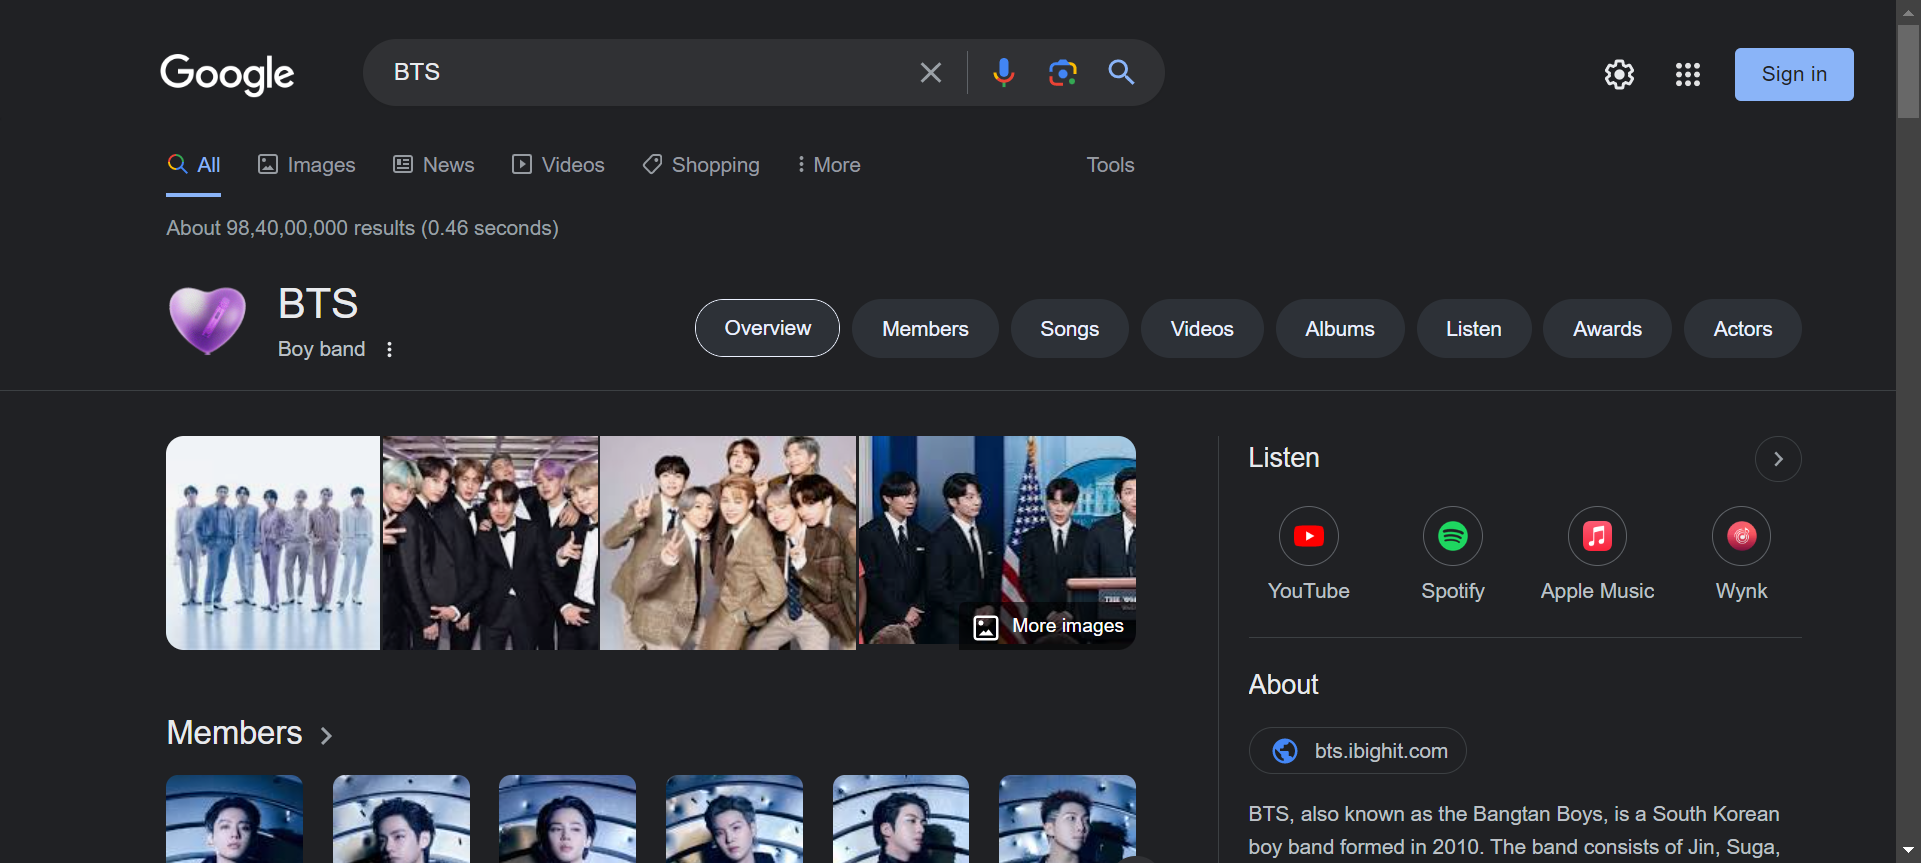 Google
BTS
Sign in
All
Images
News
Videos
Shopping
More
Tools
About 98,40,00,000 results (0.46 seconds)
BTS
Boy band
Overview
Members
Songs
Videos
Albums
Listen
Awards
Actors
More images
Listen
YouTube
Spotify
Apple Music
Wynk
Members
About
bts.ibighit.com
BTS, also known as the Bangtan Boys, is a South Korean
boy band formed in 2010. The band consists of Jin, Suga,